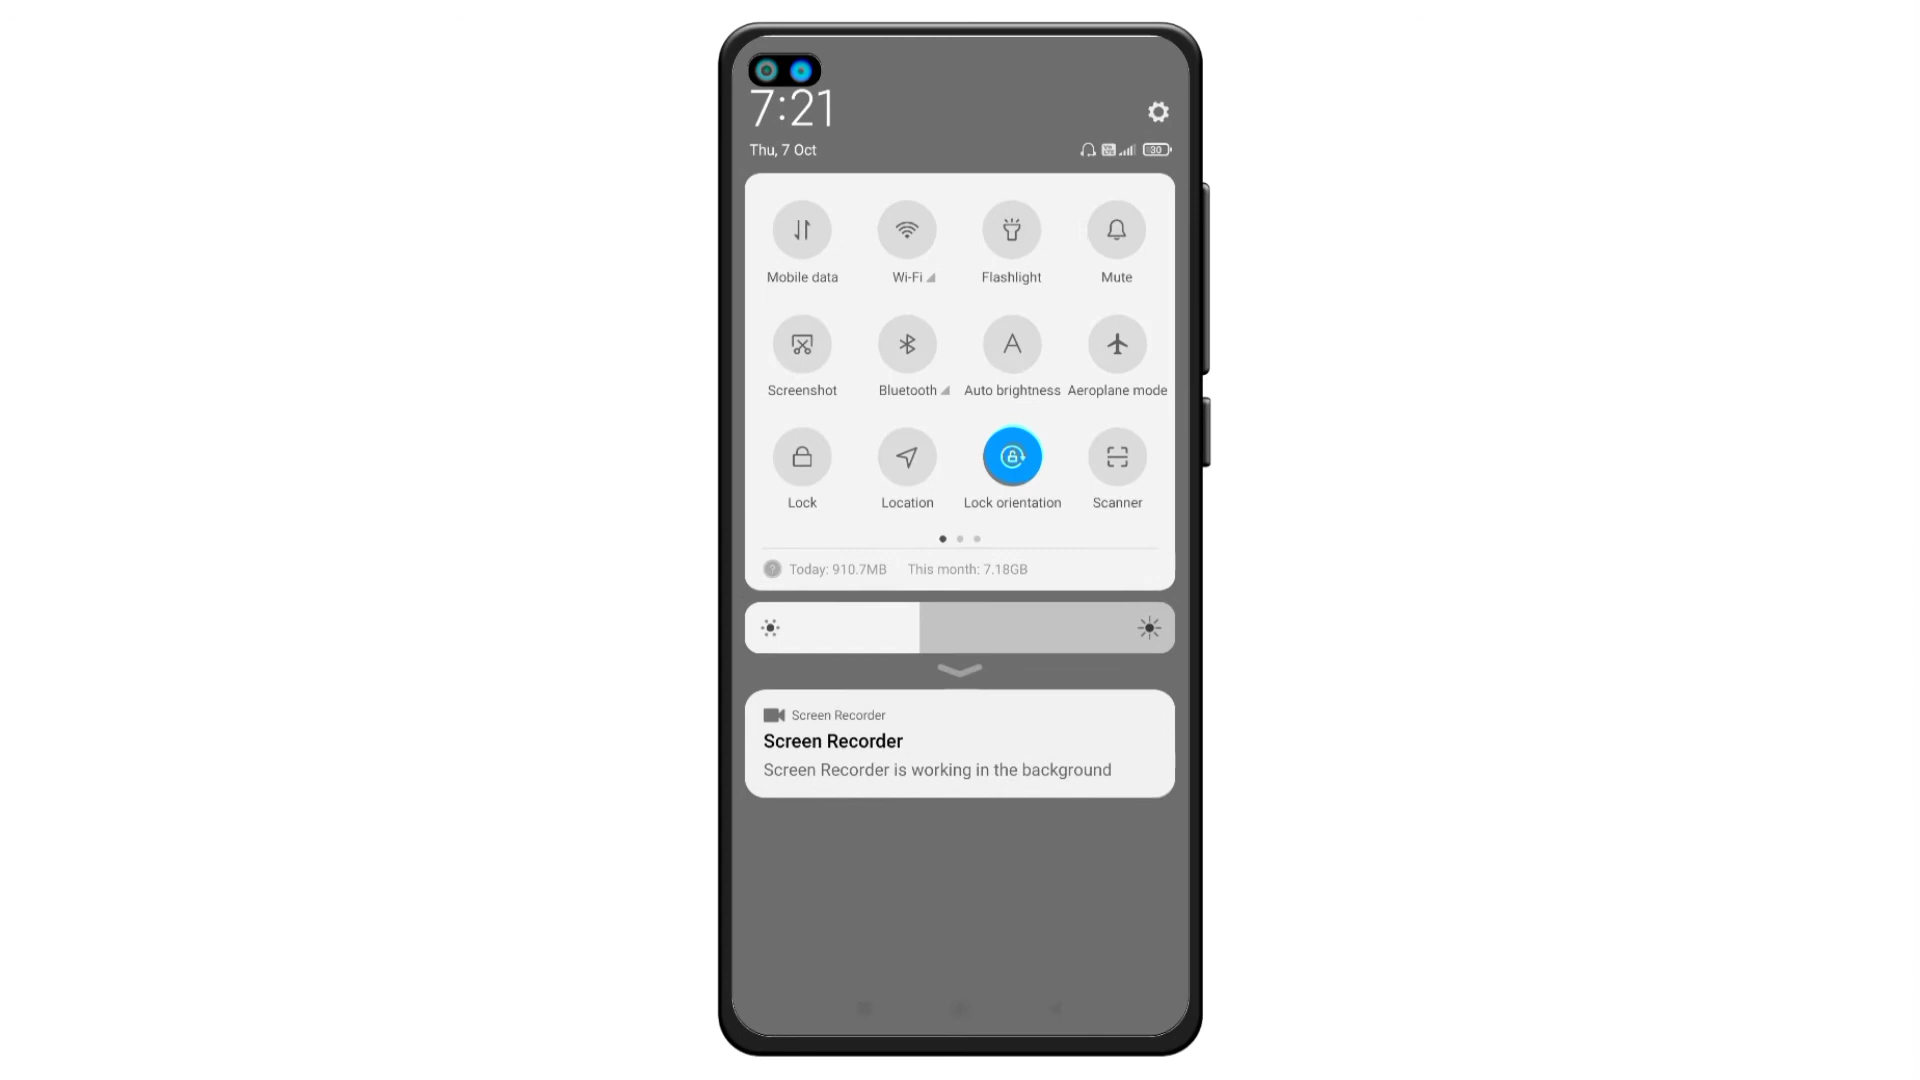 7:21
Thu, 7 Oct
30
Mobile data
Wi-Fi
Flashlight
Mute
Screenshot
Bluetooth
Auto brightness
Aeroplane mode
Lock
Location
Lock orientation
Scanner
Today: 910.7MB This month: 7.18GB
Screen Recorder
Screen Recorder
Screen Recorder is working in the background